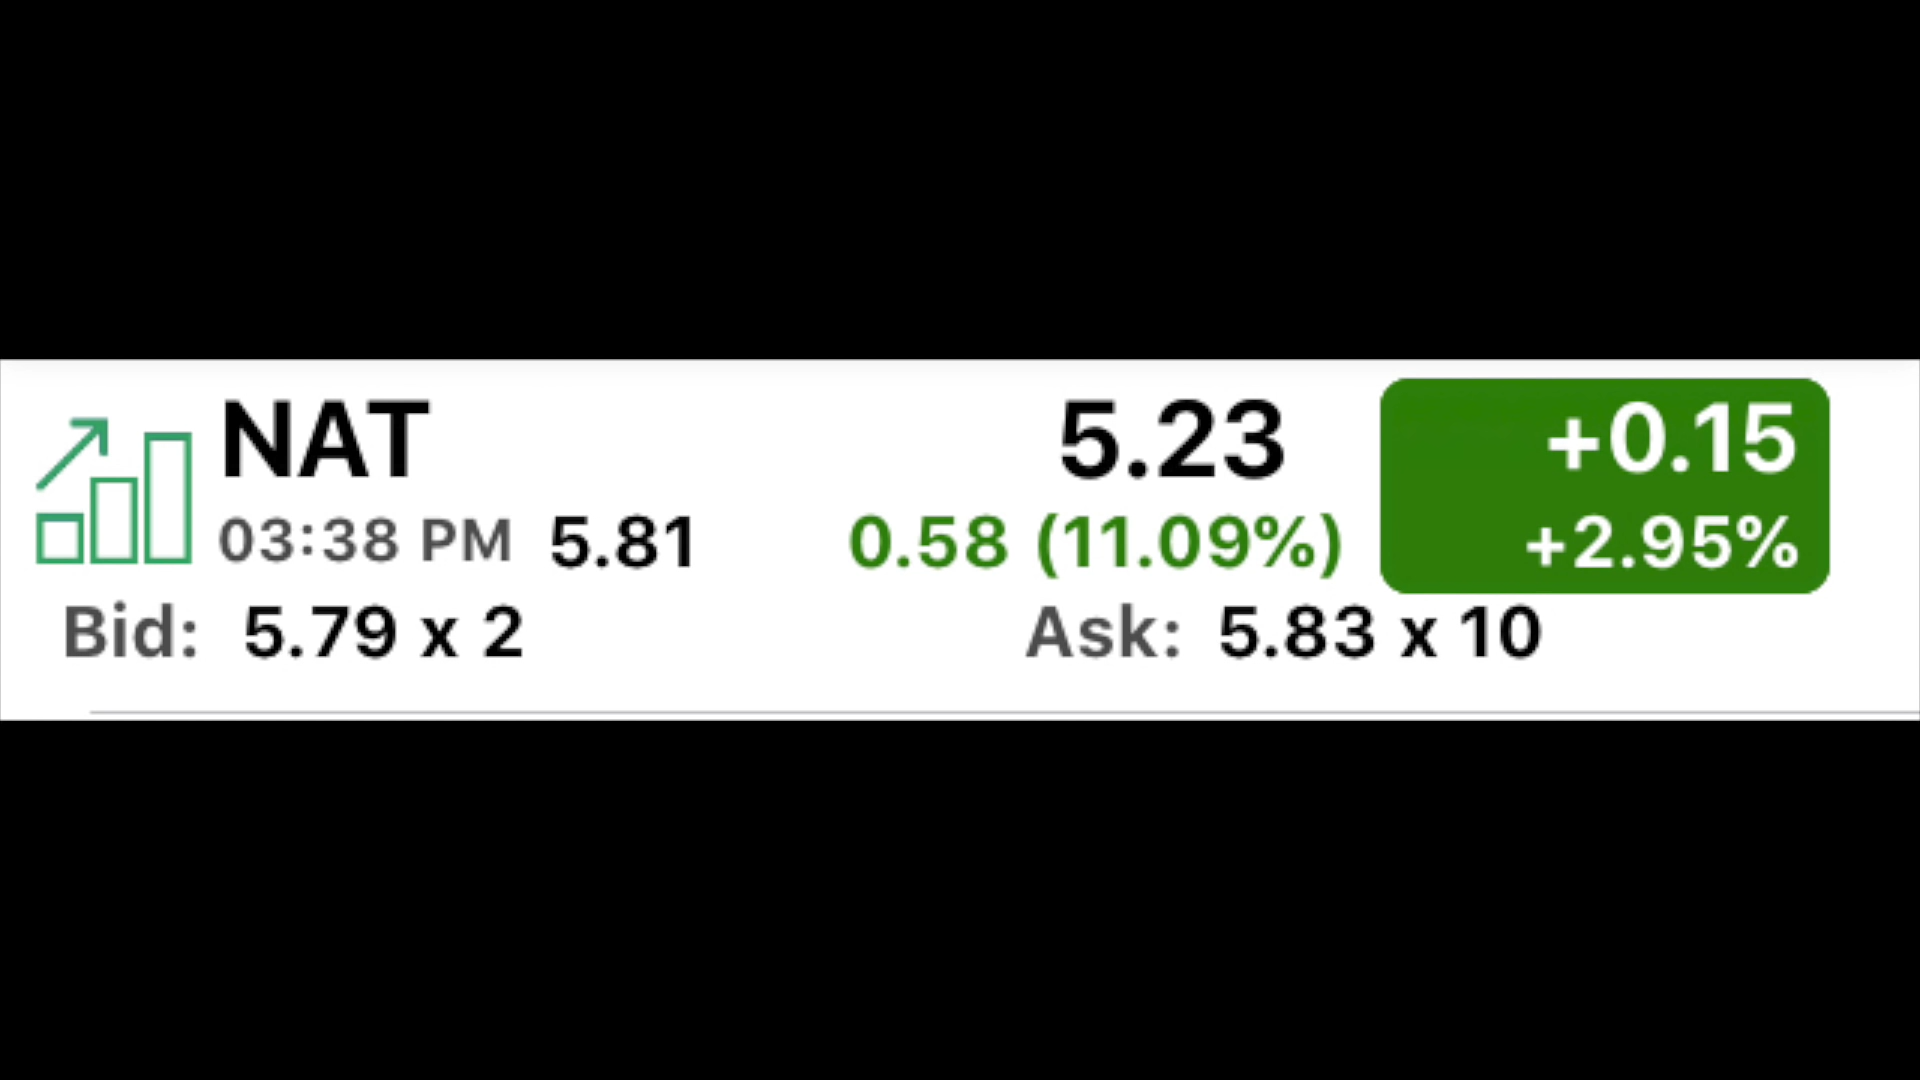 NAT 5.23 +0.15
03:38 PM 5.81 0.58 (11.09%) +2.95%
Bid: 5.79 x 2 Ask: 5.83 x 10